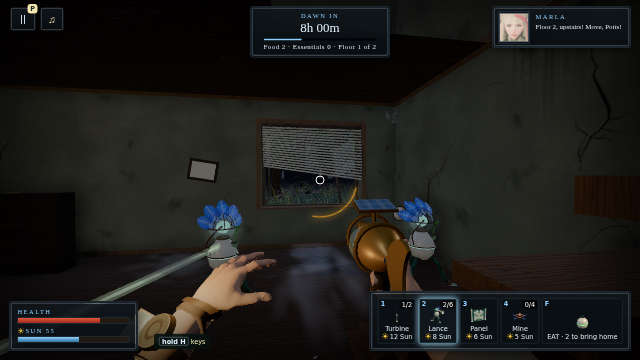 P
DAWN IN
8h 00m
Food 2 · Essentials 0 · Floor 1 of 2
MARLA
Floor 2, upstairs! Move, Potts!
HEALTH
SUN 55
hold H keys
1 1/2
Turbine
12 Sun
2 2/6
Lance
8 Sun
3
Panel
6 Sun
4 0/4
Mine
5 Sun
F
EAT · 2 to bring home